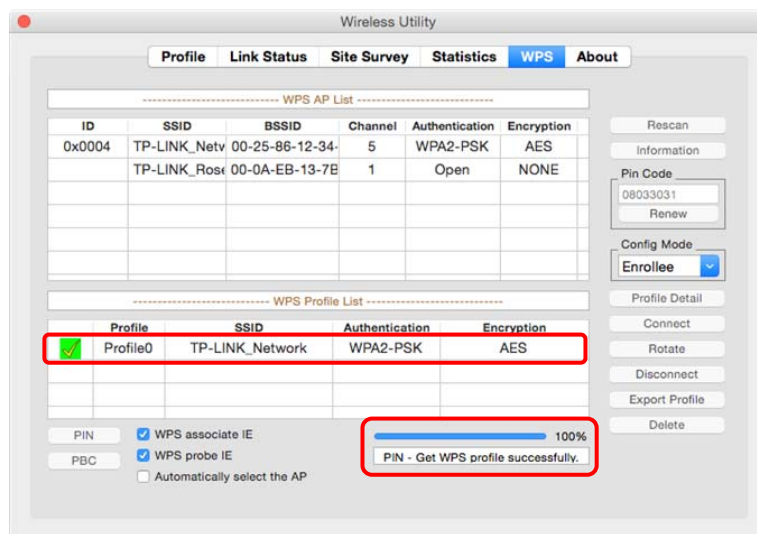 Wireless Utility
Profile Link Status Site Survey Statistics WPS About
---------------------------- WPS AP List ----------------------------
ID SSID BSSID Channel Authentication Encryption
0x0004 TP-LINK_Netv 00-25-86-12-34- 5 WPA2-PSK AES
TP-LINK_Rose 00-0A-EB-13-7B 1 Open NONE
Rescan
Information
Pin Code
08033031
Renew
Config Mode
Enrollee
---------------------------- WPS Profile List ----------------------------
Profile SSID Authentication Encryption
Profile0 TP-LINK_Network WPA2-PSK AES
Profile Detail
Connect
Rotate
Disconnect
Export Profile
Delete
PIN
PBC
WPS associate IE
WPS probe IE
Automatically select the AP
100%
PIN - Get WPS profile successfully.